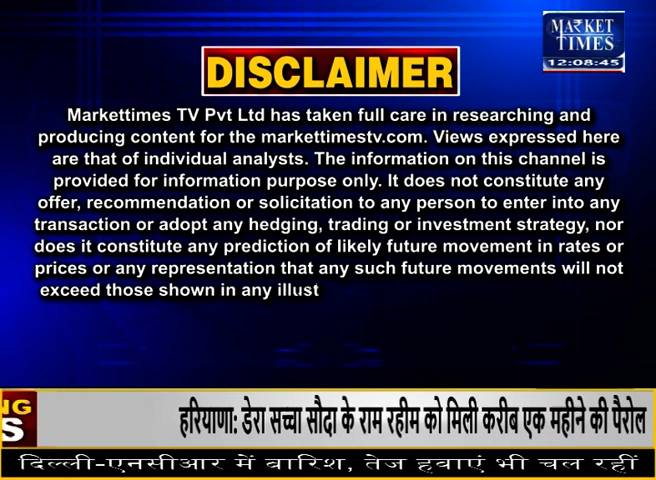 MARKET
TIMES
12:08:45
DISCLAIMER
Markettimes TV Pvt Ltd has taken full care in researching and
producing content for the markettimestv.com. Views expressed here
are that of individual analysts. The information on this channel is
provided for information purpose only. It does not constitute any
offer, recommendation or solicitation to any person to enter into any
transaction or adopt any hedging, trading or investment strategy, nor
does it constitute any prediction of likely future movement in rates or
prices or any representation that any such future movements will not
exceed those shown in any illust
NG
S
हरियाणा: डेरा सच्चा सौदा के राम रहीम को मिली करीब एक महीने की पैरोल
दिल्ली-एनसीआर में बारिश, तेज हवाएं भी चल रहीं